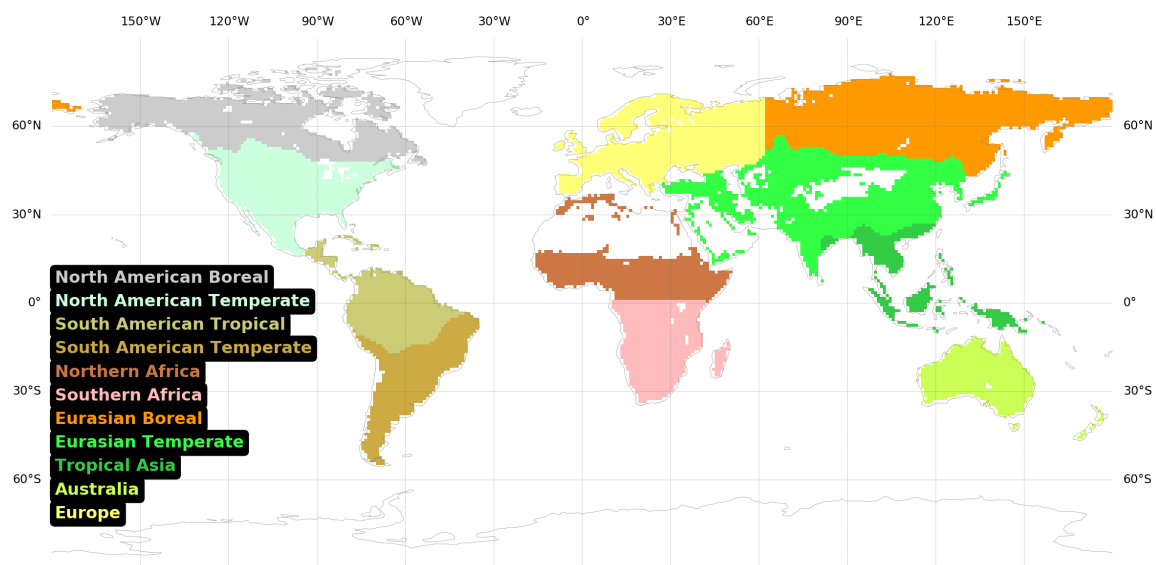 150°W 120°W 90°W 60°W 30°W 0° 30°E 60°E 90°E 120°E 150°E
60°N 60°N
30°N 30°N
0° 0°
30°S 30°S
60°S 60°S
North American Boreal
North American Temperate
South American Tropical
South American Temperate
Northern Africa
Southern Africa
Eurasian Boreal
Eurasian Temperate
Tropical Asia
Australia
Europe